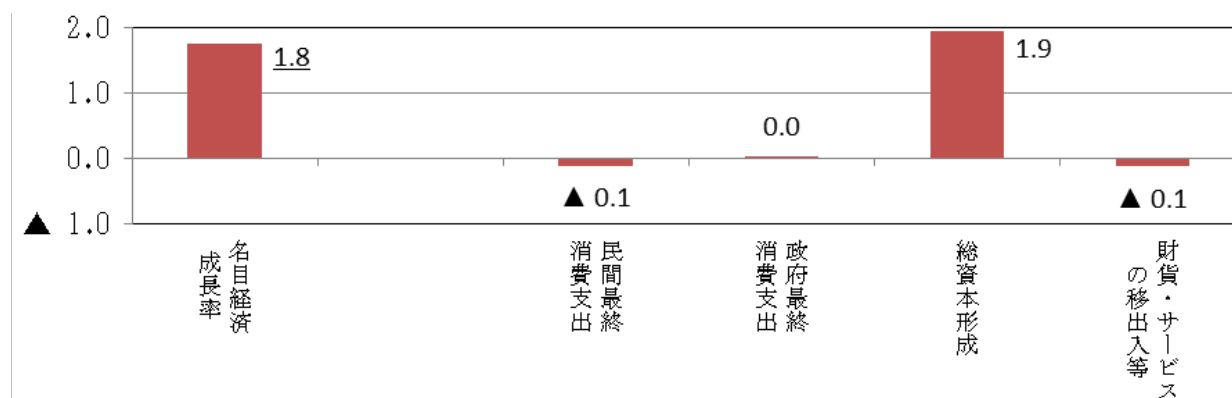 2.0
1.0
0.0
▲ 1.0
1.8
▲ 0.1
0.0
1.9
▲ 0.1
名目経済
成長率
民間最終
消費支出
政府最終
消費支出
総資本形成
財貨・サービス
の移出入等